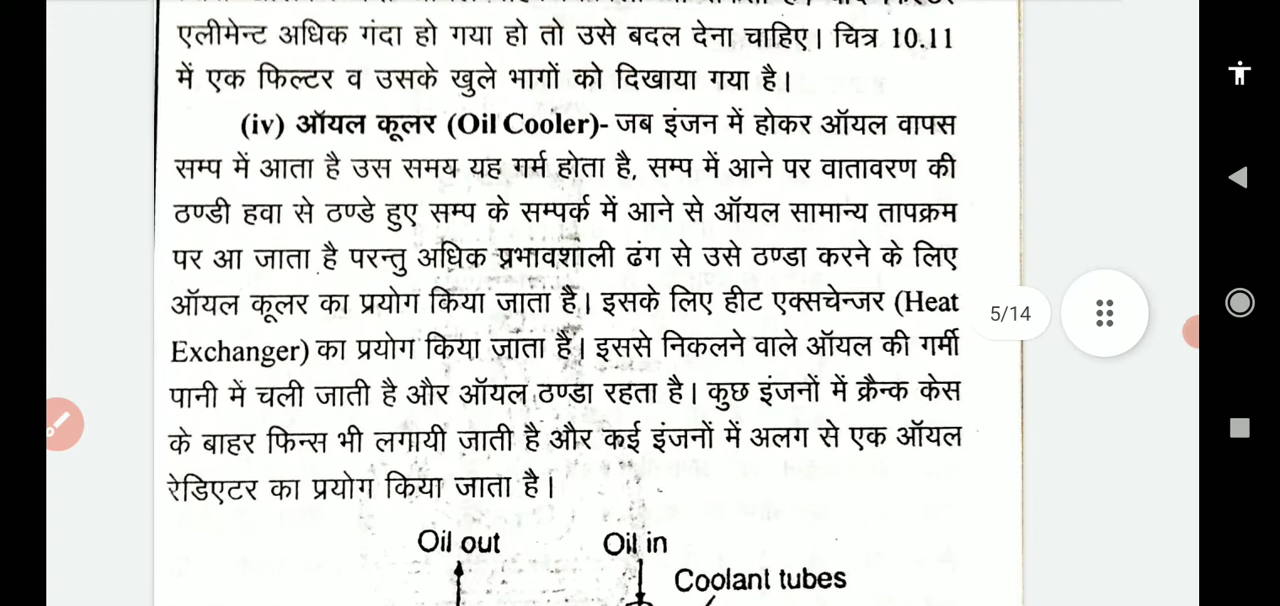 एलीमेन्ट अधिक गंदा हो गया हो तो उसे बदल देना चाहिए। चित्र 10.11
में एक फिल्टर व उसके खुले भागों को दिखाया गया है।
(iv) ऑयल कूलर (Oil Cooler)- जब इंजन में होकर ऑयल वापस
सम्प में आता है उस समय यह गर्म होता है, सम्प में आने पर वातावरण की
ठण्डी हवा से ठण्डे हुए सम्प के सम्पर्क में आने से ऑयल सामान्य तापक्रम
पर आ जाता है परन्तु अधिक प्रभावशाली ढंग से उसे ठण्डा करने के लिए
ऑयल कूलर का प्रयोग किया जाता है। इसके लिए हीट एक्सचेन्जर (Heat
Exchanger) का प्रयोग किया जाता है। इससे निकलने वाले ऑयल की गर्मी
पानी में चली जाती है और ऑयल ठण्डा रहता है। कुछ इंजनों में क्रैन्क केस
के बाहर फिन्स भी लगायी जाती है और कई इंजनों में अलग से एक ऑयल
रेडिएटर का प्रयोग किया जाता है।
5/14
Oil out Oil in
Coolant tubes